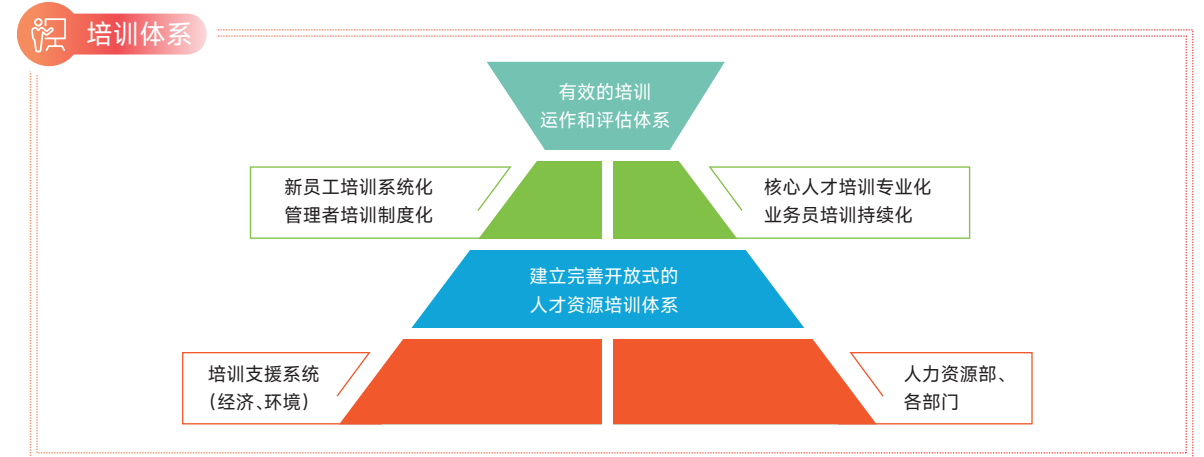 培训体系
有效的培训
运作和评估体系
新员工培训系统化
管理者培训制度化
核心人才培训专业化
业务员培训持续化
建立完善开放式的
人才资源培训体系
培训支援系统
（经济、环境）
人力资源部、
各部门